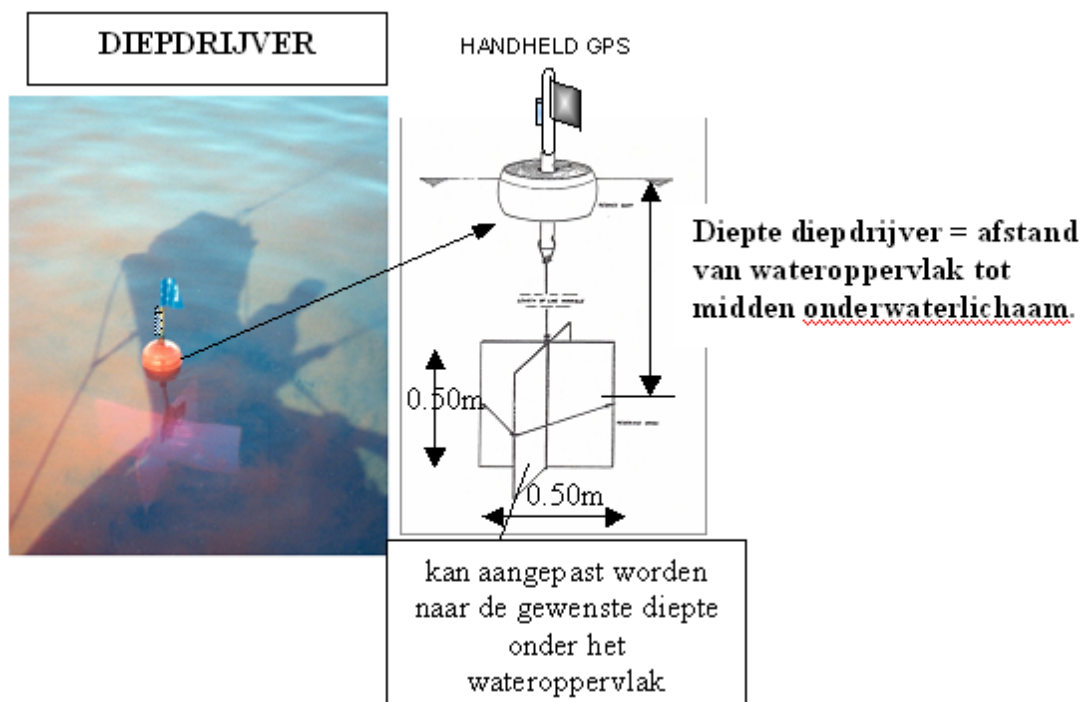 DIEPDRIJVER
HANDHELD GPS
Diepte diepdrijver = afstand
van wateroppervlak tot
midden onderwaterlichaam.
0.50m
0.50m
kan aangepast worden
naar de gewenste diepte
onder het
wateroppervlak